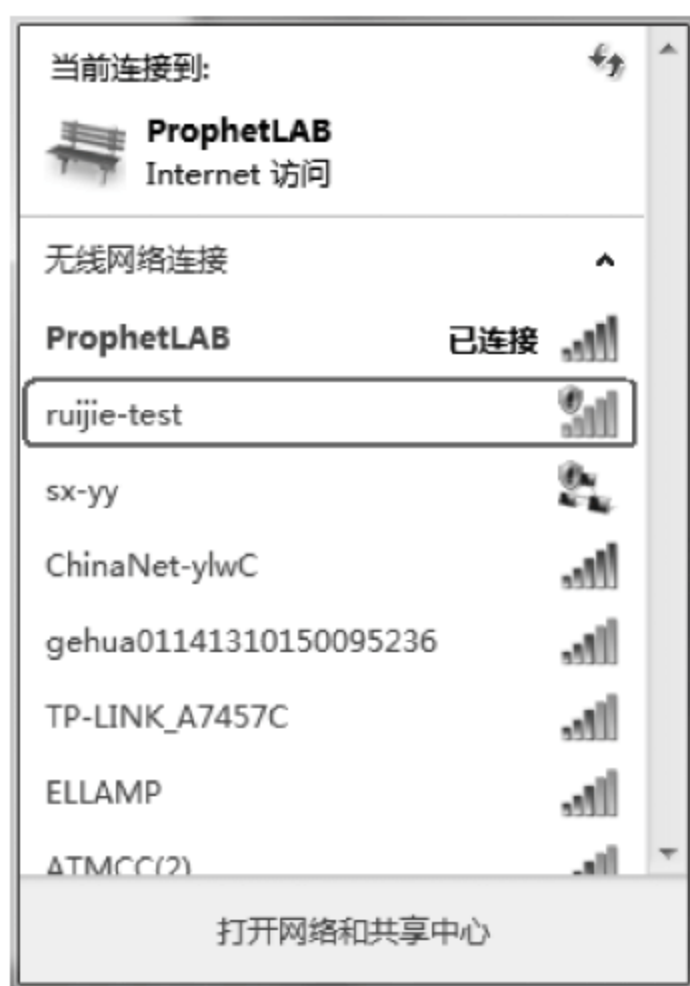 当前连接到:
ProphetLAB
Internet 访问
无线网络连接
ProphetLAB 已连接
ruijie-test
sx-yy
ChinaNet-ylwC
gehua01141310150095236
TP-LINK_A7457C
ELLAMP
ATMCC(2)
打开网络和共享中心